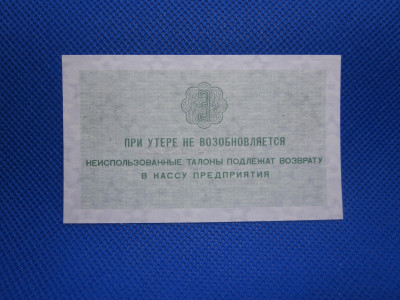 ПРИ УТЕРЕ НЕ ВОЗОБНОВЛЯЕТСЯ
НЕИСПОЛЬЗОВАННЫЕ ТАЛОНЫ ПОДЛЕЖАТ ВОЗВРАТУ
В КАССУ ПРЕДПРИЯТИЯ